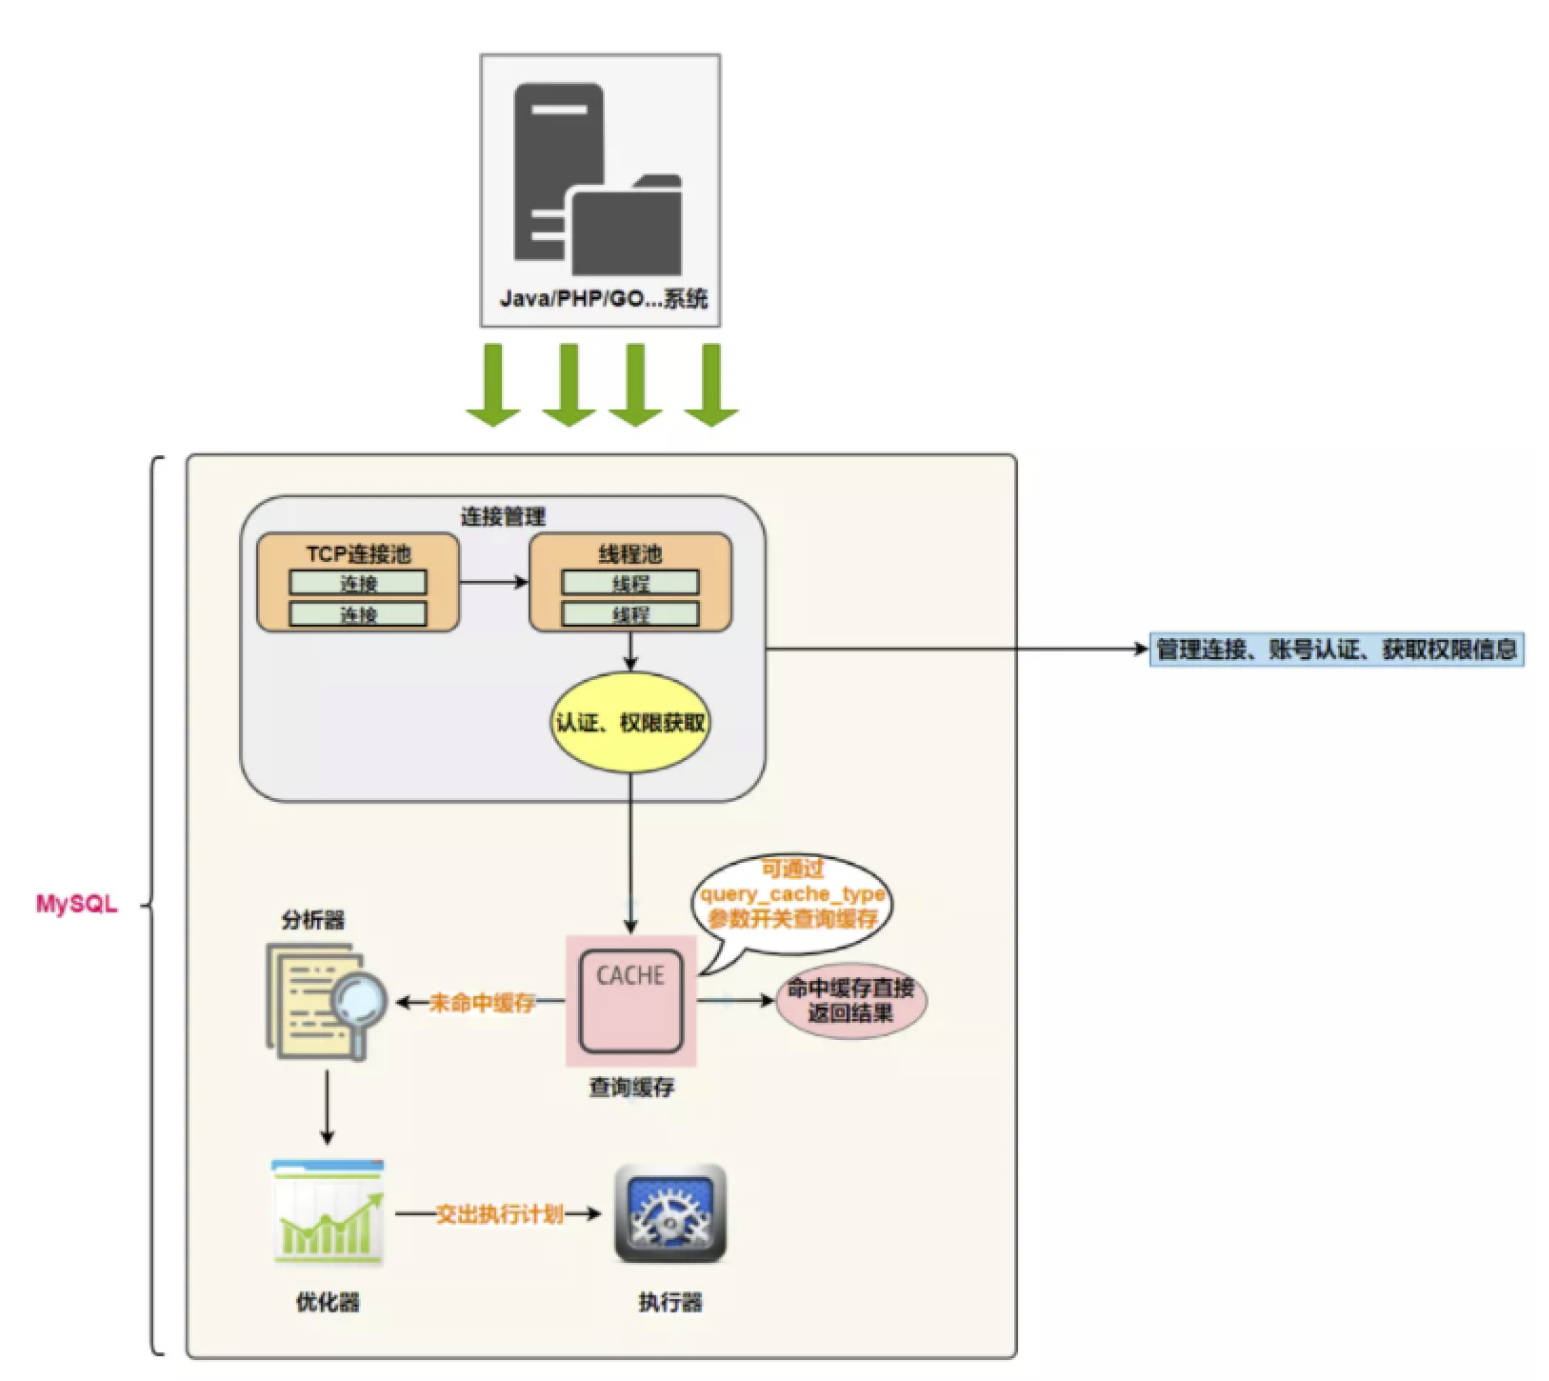 Java/PHP/GO...系统
连接管理
TCP连接池
连接
连接
线程池
线程
线程
认证、权限获取
管理连接、账号认证、获取权限信息
MySQL
可通过
query_cache_type
参数开关查询缓存
分析器
CACHE
未命中缓存
命中缓存直接
返回结果
查询缓存
交出执行计划
优化器
执行器